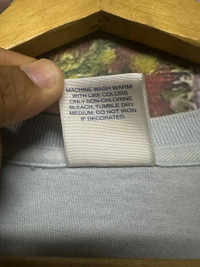 MACHINE WASH WARM
WITH LIKE COLORS
ONLY NON-CHLORINE
BLEACH. TUMBLE DRY
MEDIUM. DO NOT IRON
IF DECORATED.